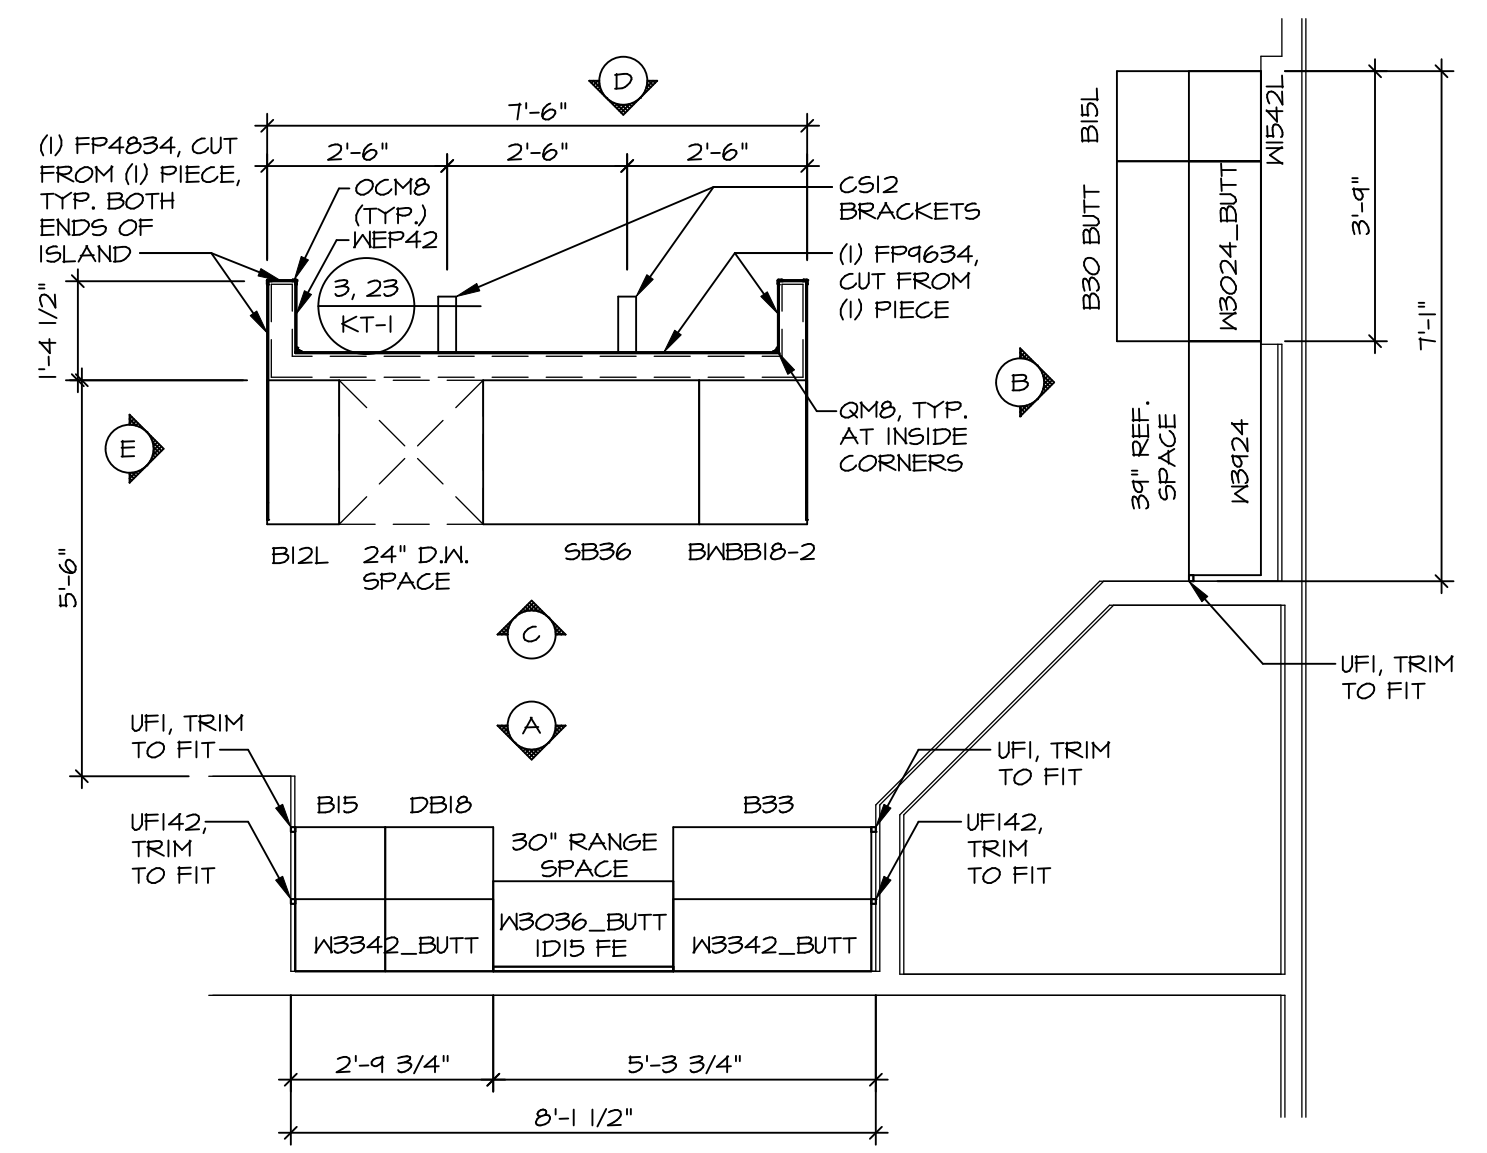 D
7'-6"
2'-6"
2'-6"
2'-6"
(1) FP4834, CUT
FROM (1) PIECE,
TYP. BOTH
ENDS OF
ISLAND
OCM8
(TYP.)
WEP42
3, 23
KT-1
CS12
BRACKETS
(1) FP9634,
CUT FROM
(1) PIECE
QM8, TYP.
AT INSIDE
CORNERS
1'-4 1/2"
5'-6"
E
B12L
24" D.W.
SPACE
SB36
BWBB18-2
C
A
B
B15L
W1542L
B30 BUTT
W3024_BUTT
3'-9"
7'-1"
39" REF.
SPACE
W3924
UF1, TRIM
TO FIT
UF1, TRIM
TO FIT
UF142,
TRIM
TO FIT
B15
DB18
30" RANGE
SPACE
B33
W3342_BUTT
W3036_BUTT
1D15 FE
W3342_BUTT
UF1, TRIM
TO FIT
UF142,
TRIM
TO FIT
2'-9 3/4"
5'-3 3/4"
8'-1 1/2"